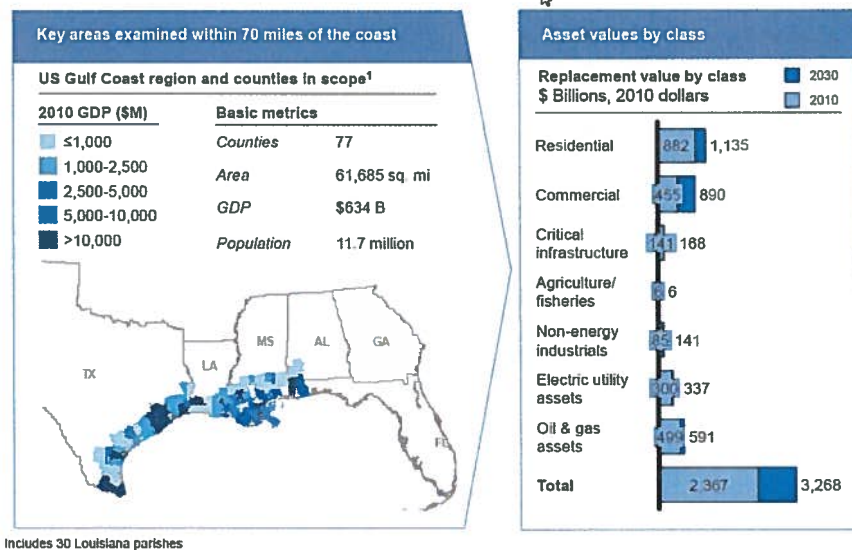 Key areas examined within 70 miles of the coast
US Gulf Coast region and counties in scope¹
2010 GDP ($M)
≤1,000
1,000-2,500
2,500-5,000
5,000-10,000
>10,000
Basic metrics
Counties 77
Area 61,685 sq. mi
GDP $634 B
Population 11.7 million
TX
LA
MS
AL
GA
FL
Includes 30 Louisiana parishes
Asset values by class
Replacement value by class
$ Billions, 2010 dollars
2030
2010
Residential 882 1,135
Commercial 455 890
Critical
infrastructure 141 168
Agriculture/
fisheries 6 6
Non-energy
industrials 85 141
Electric utility
assets 300 337
Oil & gas
assets 499 591
Total 2,367 3,268